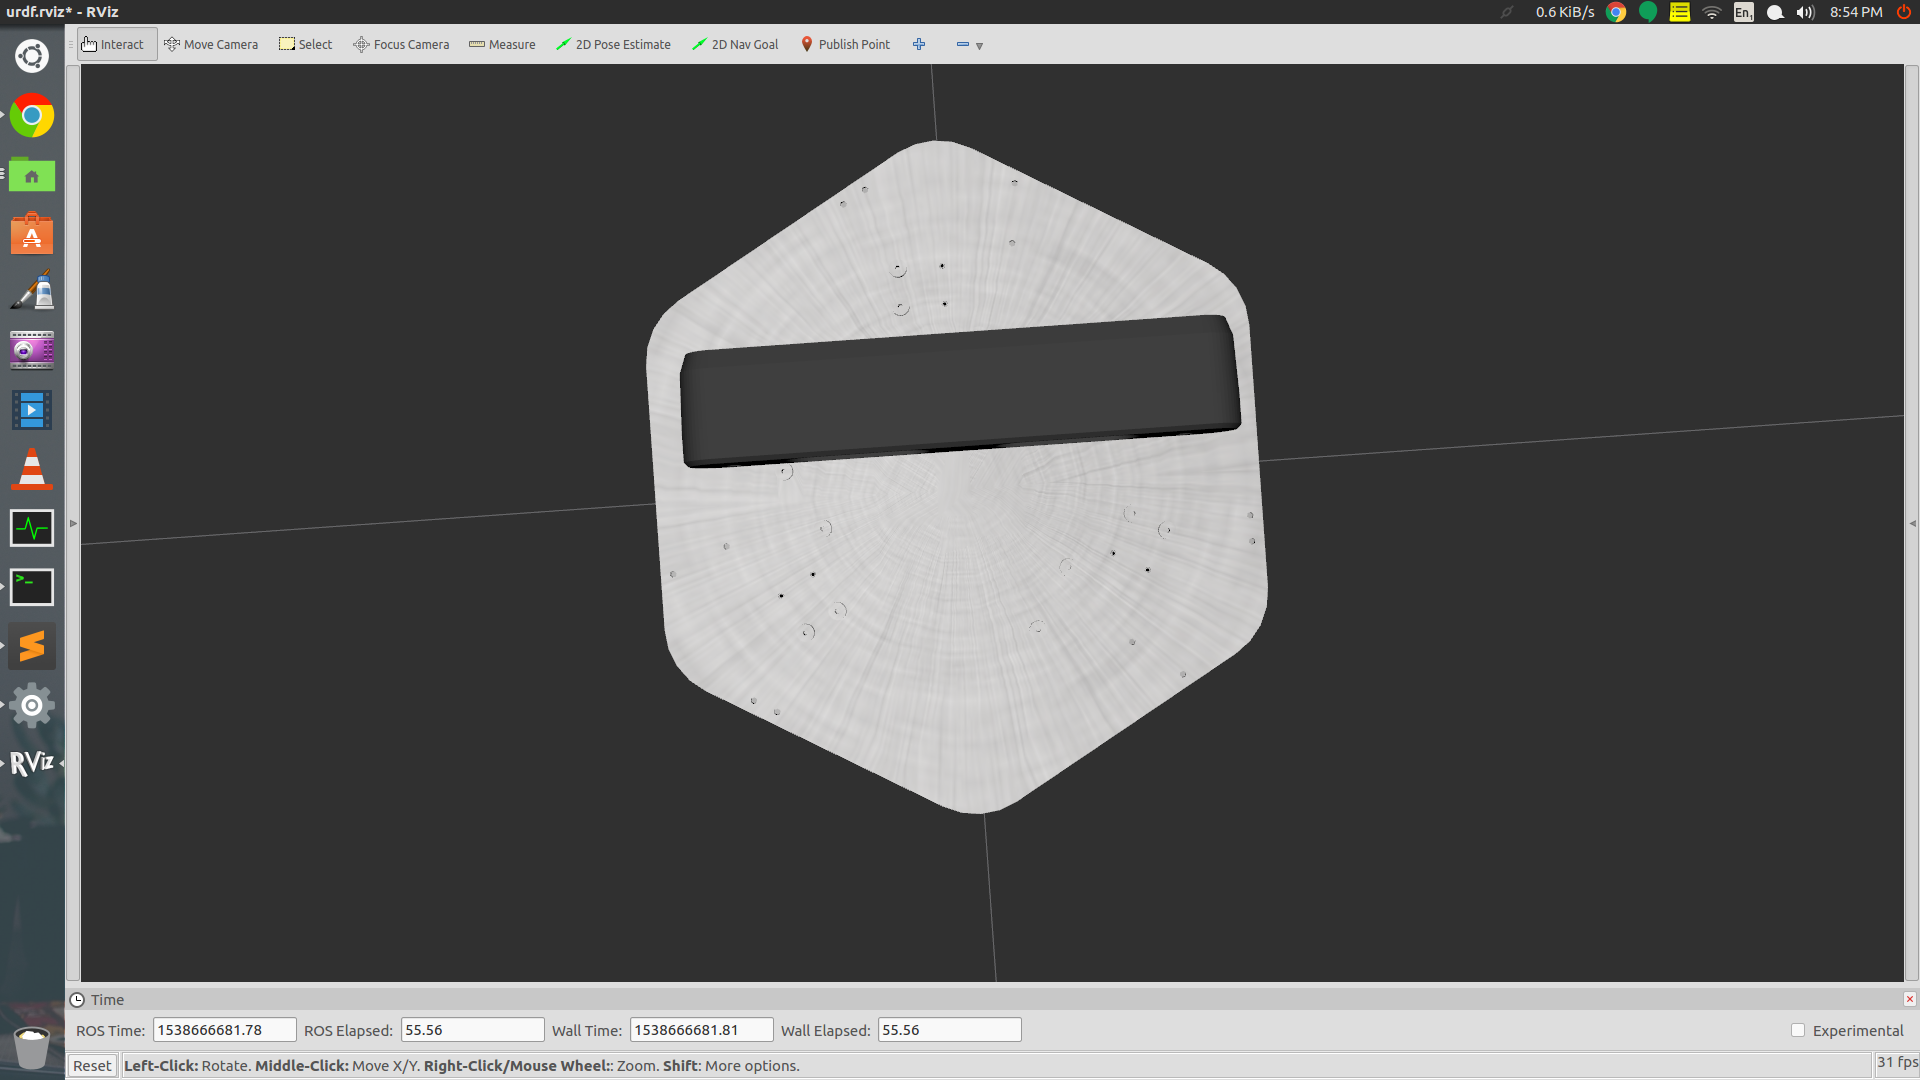 urdf.rviz* - RViz
0.6 KiB/s
En1
8:54 PM
Interact
Move Camera
Select
Focus Camera
Measure
2D Pose Estimate
2D Nav Goal
Publish Point
RViz
Time
ROS Time: 1538666681.78 ROS Elapsed: 55.56 Wall Time: 1538666681.81 Wall Elapsed: 55.56 Experimental
Reset Left-Click: Rotate. Middle-Click: Move X/Y. Right-Click/Mouse Wheel:: Zoom. Shift: More options. 31 fps